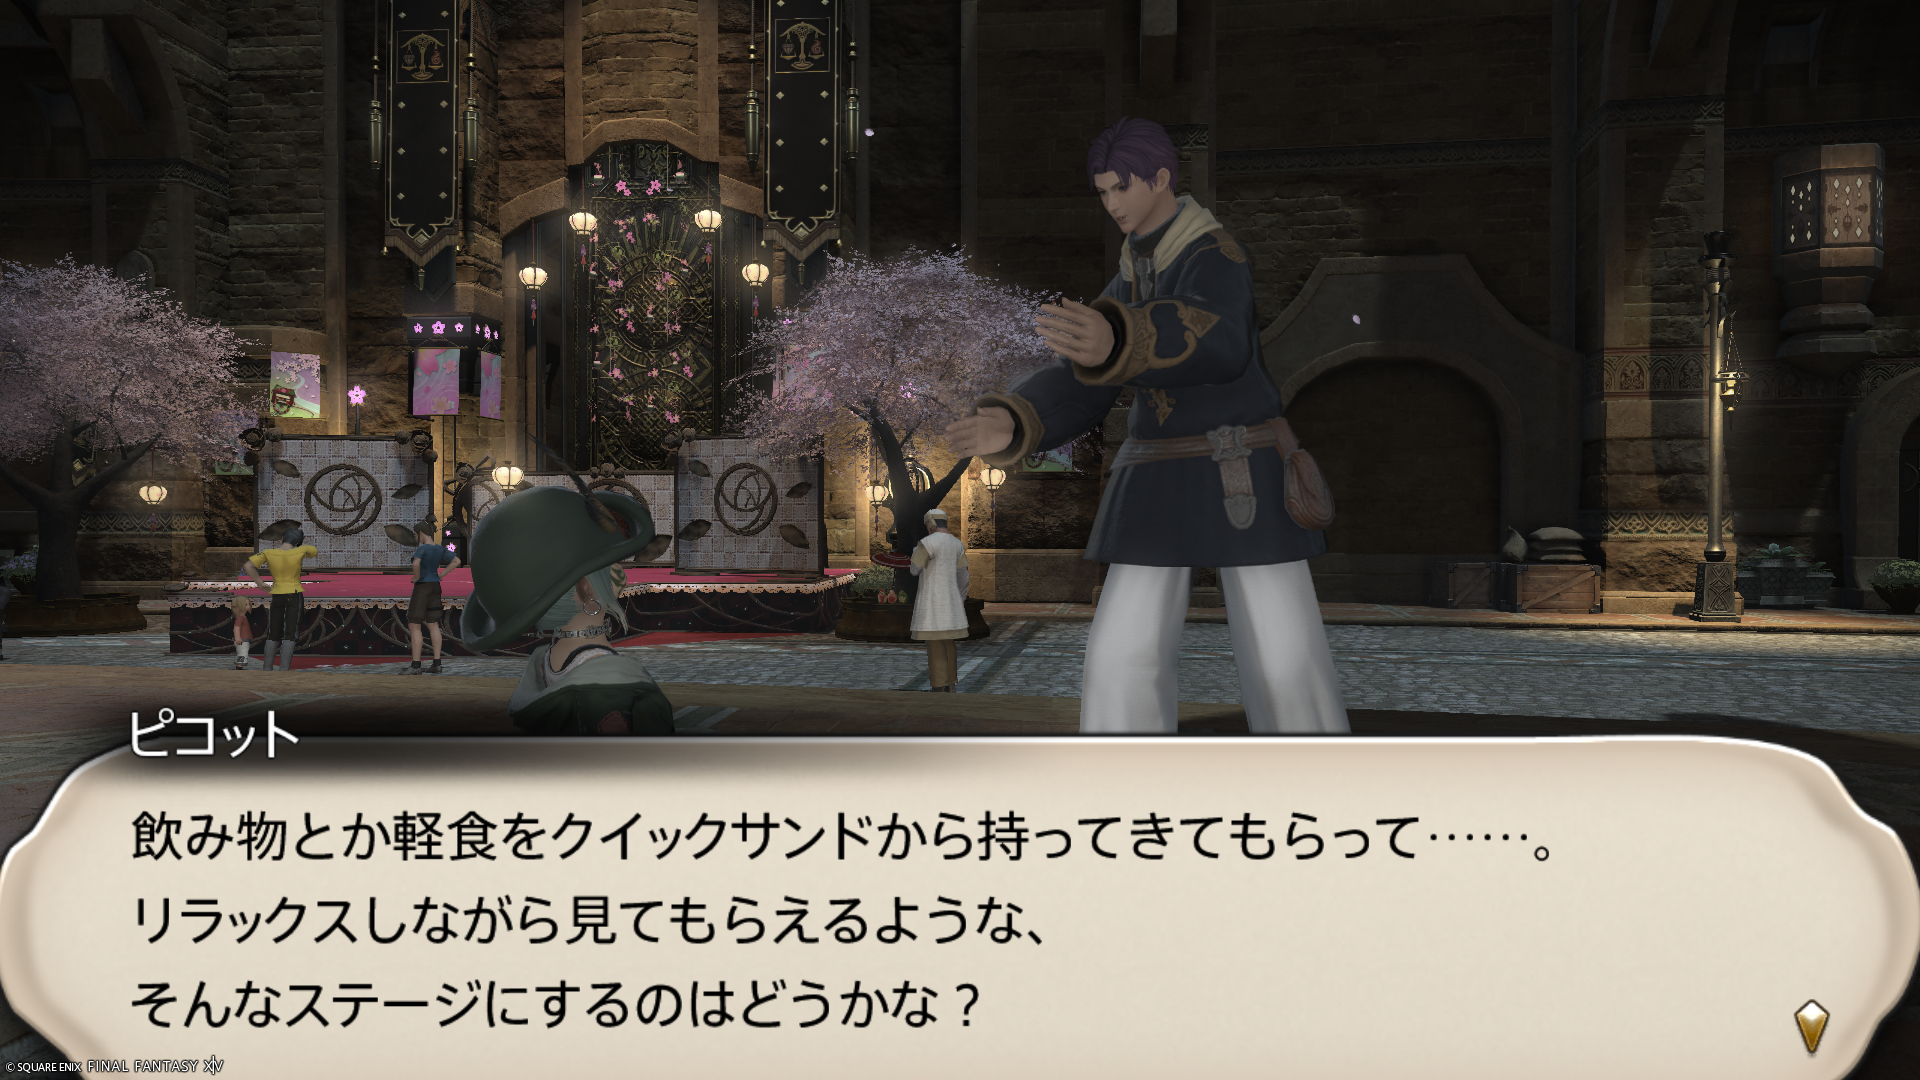 ピコット
飲み物とか軽食をクイックサンドから持ってきてもらって……。
リラックスしながら見てもらえるような、
そんなステージにするのはどうかな？
© SQUARE ENIX FINAL FANTASY XIV